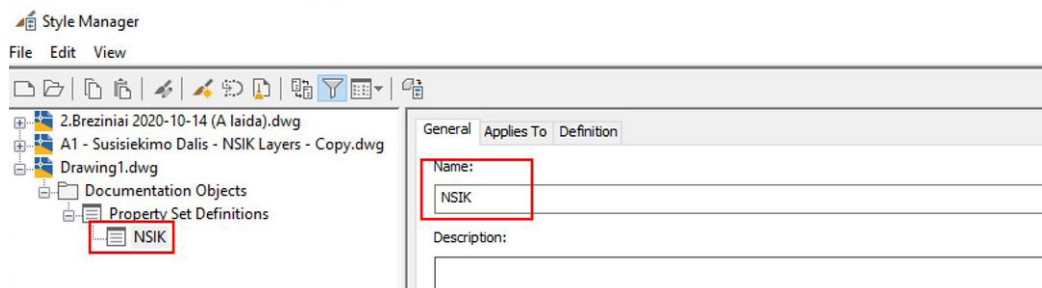 Style Manager
File Edit View
2.Breziniai 2020-10-14 (A laida).dwg
A1 - Susisiekimo Dalis - NSIK Layers - Copy.dwg
Drawing1.dwg
Documentation Objects
Property Set Definitions
NSIK
General Applies To Definition
Name:
NSIK
Description: